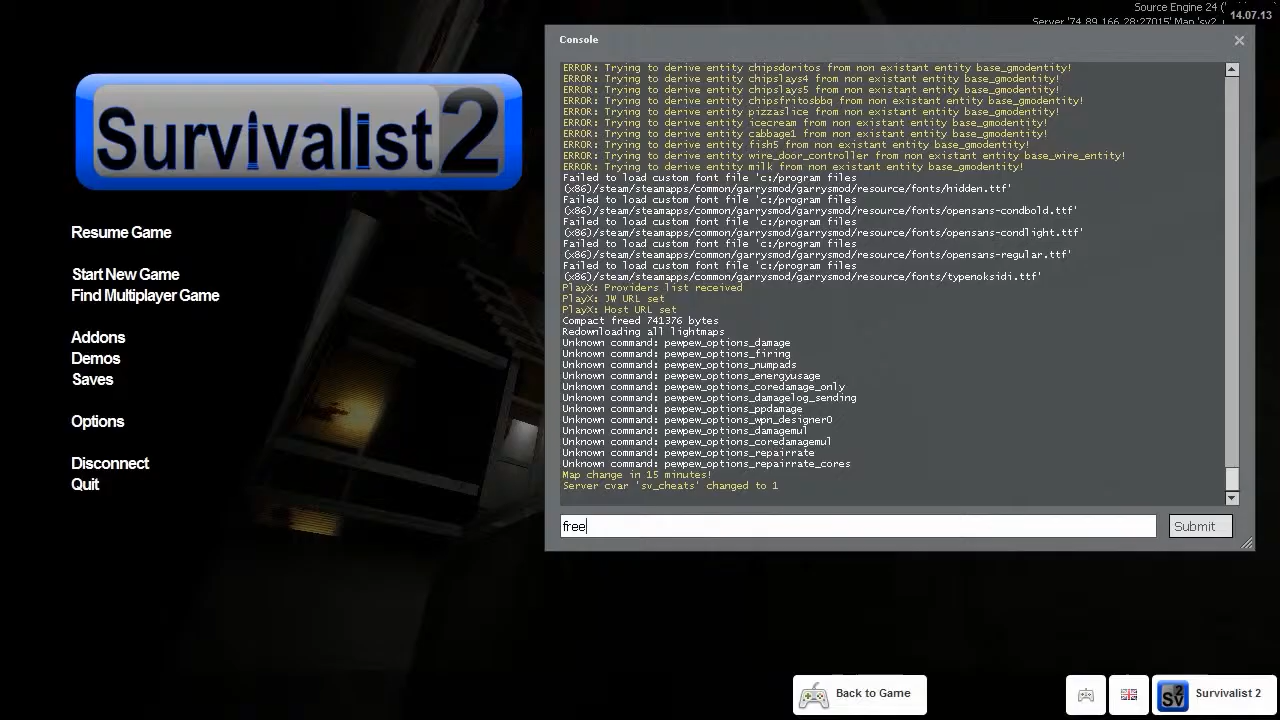 Source Engine 24 ('
14.07.13
Server '74.89.166.28:27015' Map 'sv2
Console
Survivalist 2
Resume Game
Start New Game
Find Multiplayer Game
Addons
Demos
Saves
Options
Disconnect
Quit
ERROR: Trying to derive entity chipsdoritos from non existant entity base_gmodentity!
ERROR: Trying to derive entity chipslays4 from non existant entity base_gmodentity!
ERROR: Trying to derive entity chipslays5 from non existant entity base_gmodentity!
ERROR: Trying to derive entity chipsfritosbbq from non existant entity base_gmodentity!
ERROR: Trying to derive entity pizzaslice from non existant entity base_gmodentity!
ERROR: Trying to derive entity icecream from non existant entity base_gmodentity!
ERROR: Trying to derive entity cabbage1 from non existant entity base_gmodentity!
ERROR: Trying to derive entity fish5 from non existant entity base_gmodentity!
ERROR: Trying to derive entity wire_door_controller from non existant entity base_wire_entity!
ERROR: Trying to derive entity milk from non existant entity base_gmodentity!
Failed to load custom font file 'c:/program files
(x86)/steam/steamapps/common/garrysmod/garrysmod/resource/fonts/hidden.ttf'
Failed to load custom font file 'c:/program files
(x86)/steam/steamapps/common/garrysmod/garrysmod/resource/fonts/opensans-condbold.ttf'
Failed to load custom font file 'c:/program files
(x86)/steam/steamapps/common/garrysmod/garrysmod/resource/fonts/opensans-condlight.ttf'
Failed to load custom font file 'c:/program files
(x86)/steam/steamapps/common/garrysmod/garrysmod/resource/fonts/opensans-regular.ttf'
Failed to load custom font file 'c:/program files
(x86)/steam/steamapps/common/garrysmod/garrysmod/resource/fonts/typenoksidi.ttf'
PlayX: Providers list received
PlayX: JW URL set
PlayX: Host URL set
Compact freed 741376 bytes
Redownloading all lightmaps
Unknown command: pewpew_options_damage
Unknown command: pewpew_options_firing
Unknown command: pewpew_options_numpads
Unknown command: pewpew_options_energyusage
Unknown command: pewpew_options_coredamage_only
Unknown command: pewpew_options_damagelog_sending
Unknown command: pewpew_options_ppdamage
Unknown command: pewpew_options_wpn_designer0
Unknown command: pewpew_options_damagemul
Unknown command: pewpew_options_coredamagemul
Unknown command: pewpew_options_repairrate
Unknown command: pewpew_options_repairrate_cores
Map change in 15 minutes!
Server cvar 'sv_cheats' changed to 1
free
Submit
Back to Game
S2V
Survivalist 2